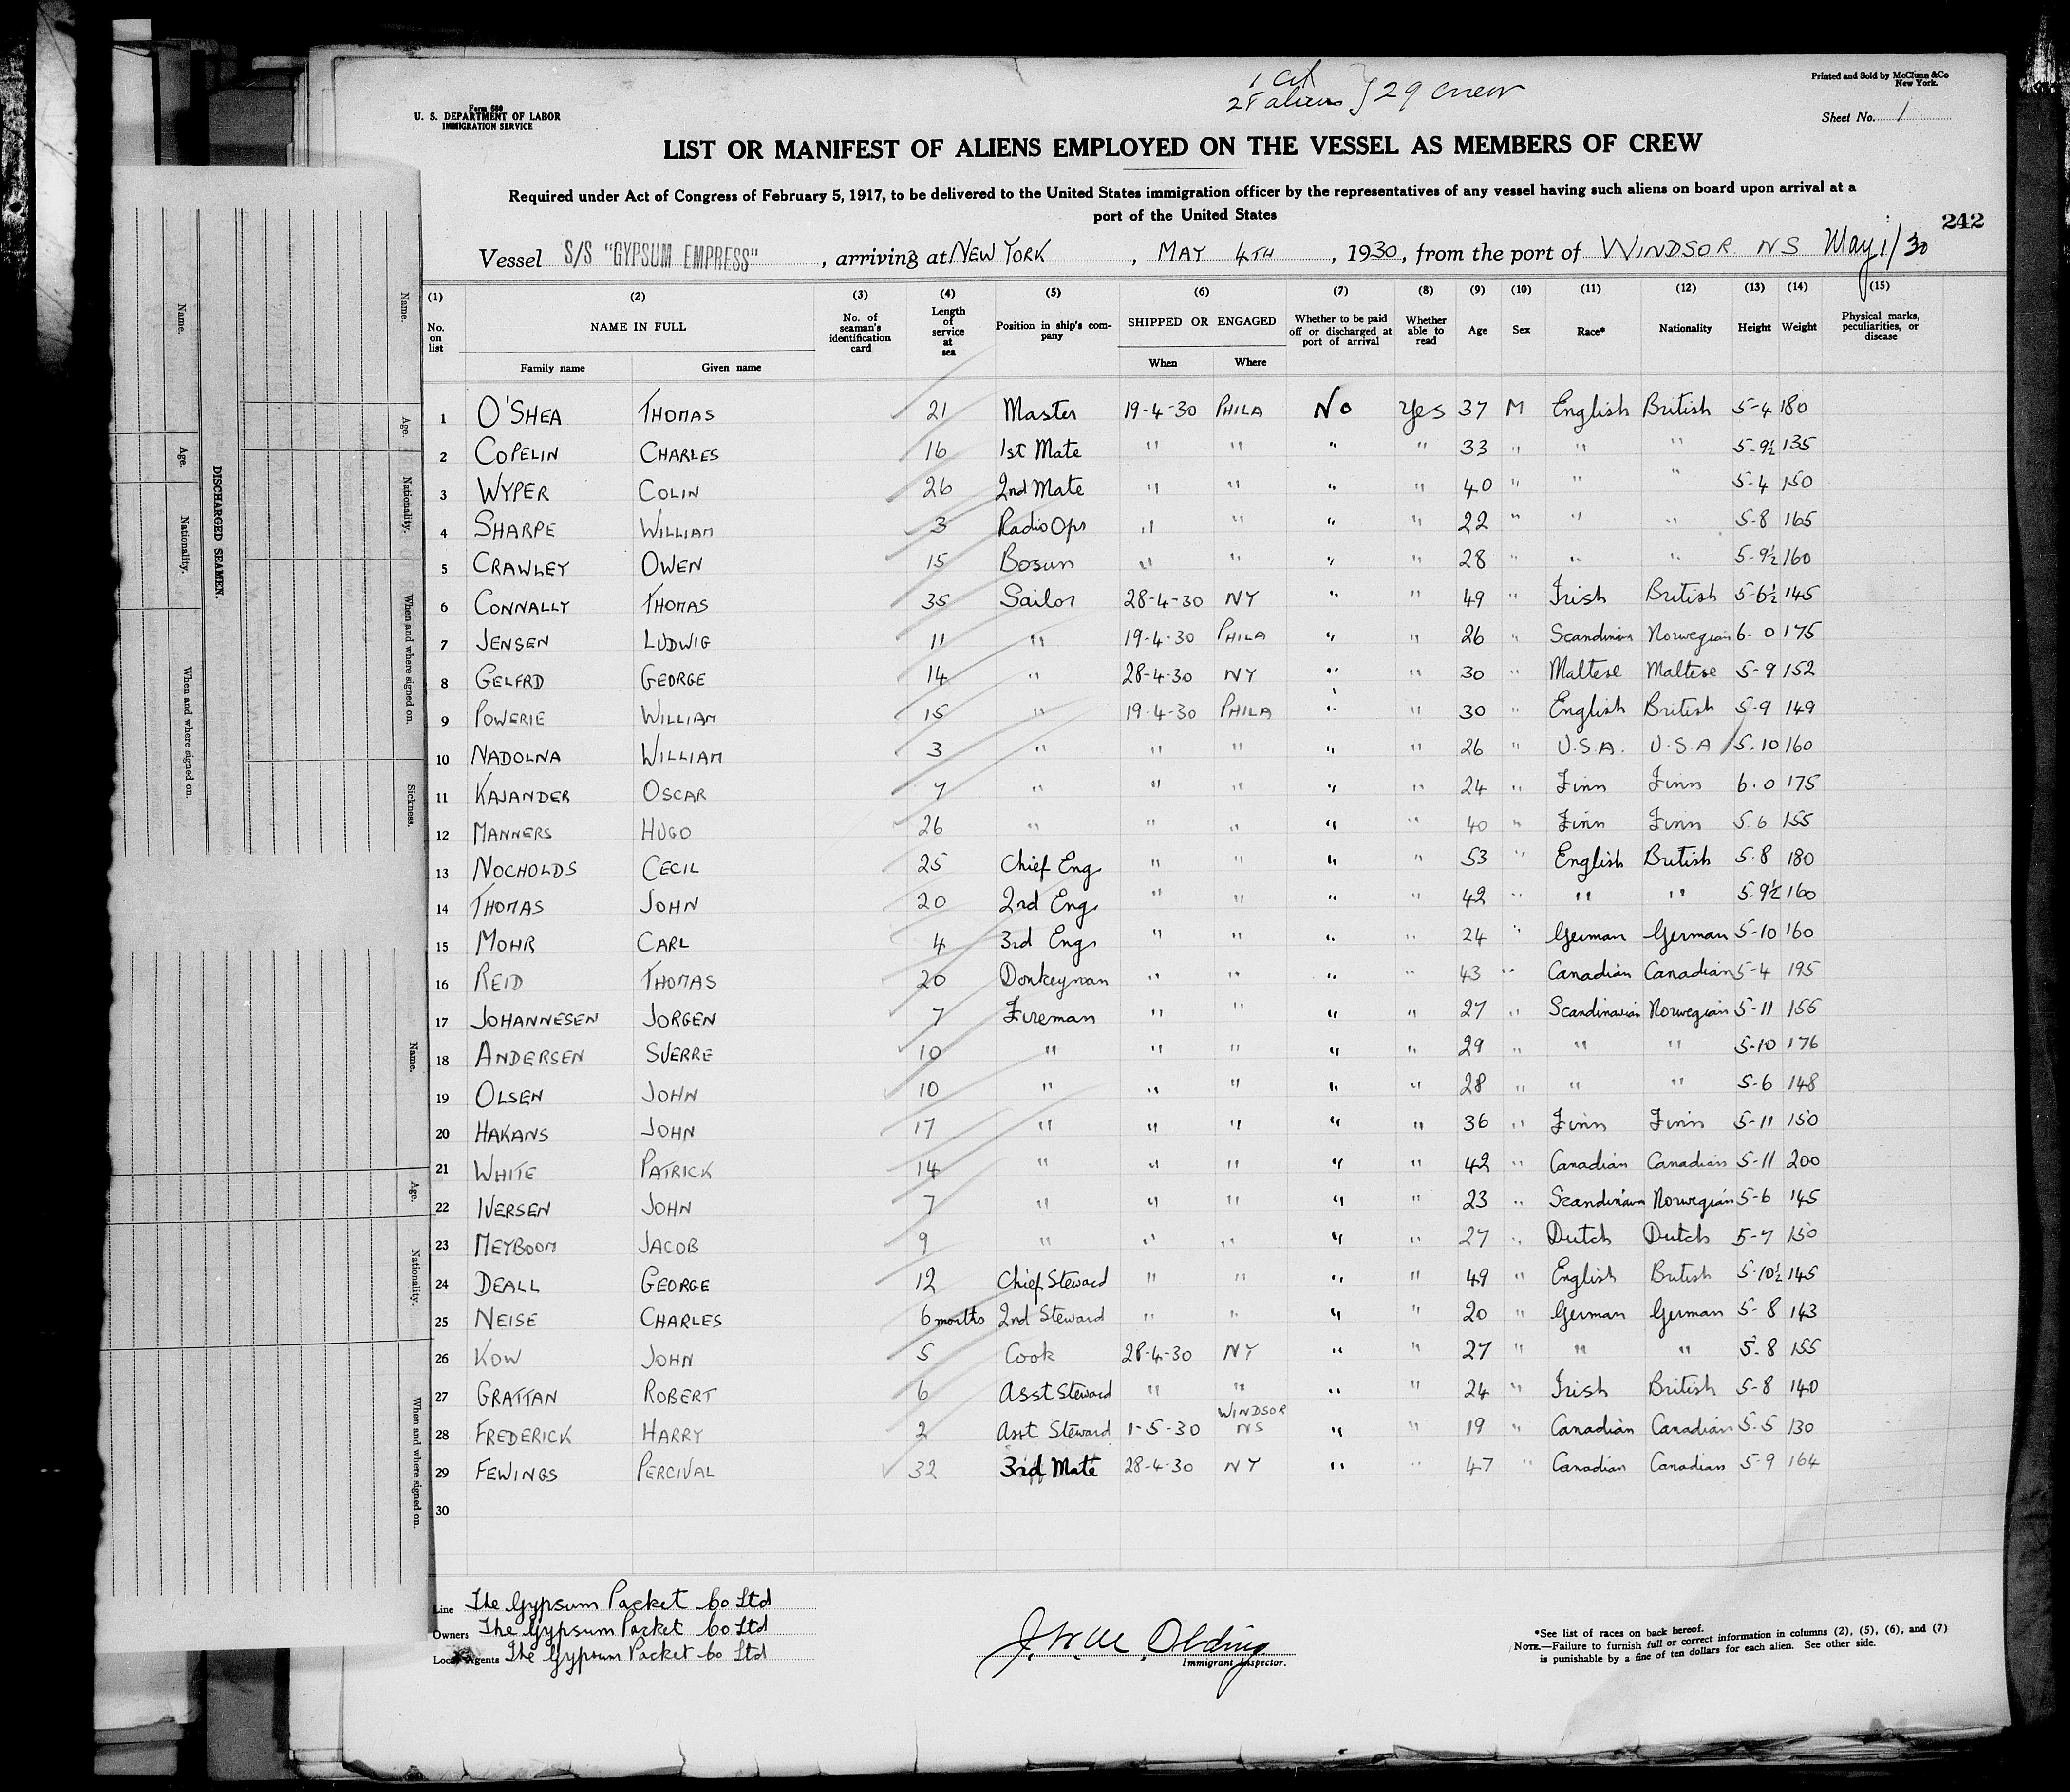 1 Cit
28 aliens } 29 Crew
Printed and Sold by McClunn & Co
New York.
Form 680
U. S. DEPARTMENT OF LABOR
IMMIGRATION SERVICE
Sheet No. 1
LIST OR MANIFEST OF ALIENS EMPLOYED ON THE VESSEL AS MEMBERS OF CREW
Required under Act of Congress of February 5, 1917, to be delivered to the United States immigration officer by the representatives of any vessel having such aliens on board upon arrival at a
port of the United States
242
Vessel S/S "GYPSUM EMPRESS", arriving at NEW YORK, MAY 4TH, 1930, from the port of WINDSOR NS May 1/30
(1) (2) (3) (4) (5) (6) (7) (8) (9) (10) (11) (12) (13) (14) (15)
No. on list NAME IN FULL No. of seaman's identification card Length of service at sea Position in ship's company SHIPPED OR ENGAGED Whether to be paid off or discharged at port of arrival Whether able to read Age Sex Race* Nationality Height Weight Physical marks, peculiarities, or disease
Family name Given name When Where
1 O'SHEA THOMAS 21 Master 19-4-30 PHILA No Yes 37 M English British 5-4 180
2 COPELIN CHARLES 16 1st Mate " " " " 33 " " " 5-9½ 135
3 WYPER COLIN 26 2nd Mate " " " " 40 " " " 5-4 150
4 SHARPE WILLIAM 3 Radio Opr " " " " 22 " " " 5-8 165
5 CRAWLEY OWEN 15 Bosun " " " " 28 " " " 5-9½ 160
6 CONNALLY THOMAS 35 Sailor 28-4-30 NY " " 49 " Irish British 5-6½ 145
7 JENSEN LUDWIG 11 " 19-4-30 PHILA " " 26 " Scandinavian Norwegian 6-0 175
8 GELFRD GEORGE 14 " 28-4-30 NY " " 30 " Maltese Maltese 5-9 152
9 POWERIE WILLIAM 15 " 19-4-30 PHILA " " 30 " English British 5-9 149
10 NADOLNA WILLIAM 3 " " " " " 26 " U.S.A. U.S.A 5-10 160
11 KAJANDER OSCAR 7 " " " " " 24 " Finn Finn 6-0 175
12 MANNERS HUGO 26 " " " " " 40 " Finn Finn 5.6 155
13 NOCHOLDS CECIL 25 Chief Eng " " " " 53 " English British 5-8 180
14 THOMAS JOHN 20 2nd Eng " " " " 42 " " " 5.9½ 160
15 MOHR CARL 4 3rd Eng " " " " 24 " German German 5-10 160
16 REID THOMAS 20 Donkeyman " " " " 43 " Canadian Canadian 5-4 195
17 JOHANNESEN JORGEN 7 Fireman " " " " 27 " Scandinavian Norwegian 5-11 155
18 ANDERSEN SVERRE 10 " " " " " 29 " " " 5-10 176
19 OLSEN JOHN 10 " " " " " 28 " " " 5-6 148
20 HAKANS JOHN 17 " " " " " 36 " Finn Finn 5-11 150
21 WHITE PATRICK 14 " " " " " 42 " Canadian Canadian 5-11 200
22 IVERSEN JOHN 7 " " " " " 23 " Scandinavian Norwegian 5-6 145
23 MEYBOOM JACOB 9 " " " " " 27 " Dutch Dutch 5-7 150
24 DEALL GEORGE 12 Chief Steward " " " " 49 " English British 5-10½ 145
25 NEISE CHARLES 6 months 2nd Steward " " " " 20 " German German 5-8 143
26 KOW JOHN 5 Cook 28-4-30 NY " " 27 " " " 5-8 155
27 GRATTAN ROBERT 6 Asst Steward " " " " 24 " Irish British 5-8 140
28 FREDERICK HARRY 2 Asst Steward 1-5-30 WINDSOR NS " " 19 " Canadian Canadian 5-5 130
29 FEWINGS PERCIVAL 32 3rd Mate 28-4-30 NY " " 47 " Canadian Canadian 5-9 164
30
Line The Gypsum Packet Co Ltd
Owners The Gypsum Packet Co Ltd
Local Agents The Gypsum Packet Co Ltd
Immigrant Inspector.
*See list of races on back hereof.
NOTE.—Failure to furnish full or correct information in columns (2), (5), (6), and (7)
is punishable by a fine of ten dollars for each alien. See other side.
DISCHARGED SEAMEN.
Name.
Age.
Nationality.
When and where signed on.
Name.
Age.
Nationality.
When and where signed on.
Sickness.
Name.
Age.
Nationality.
When and where signed on.